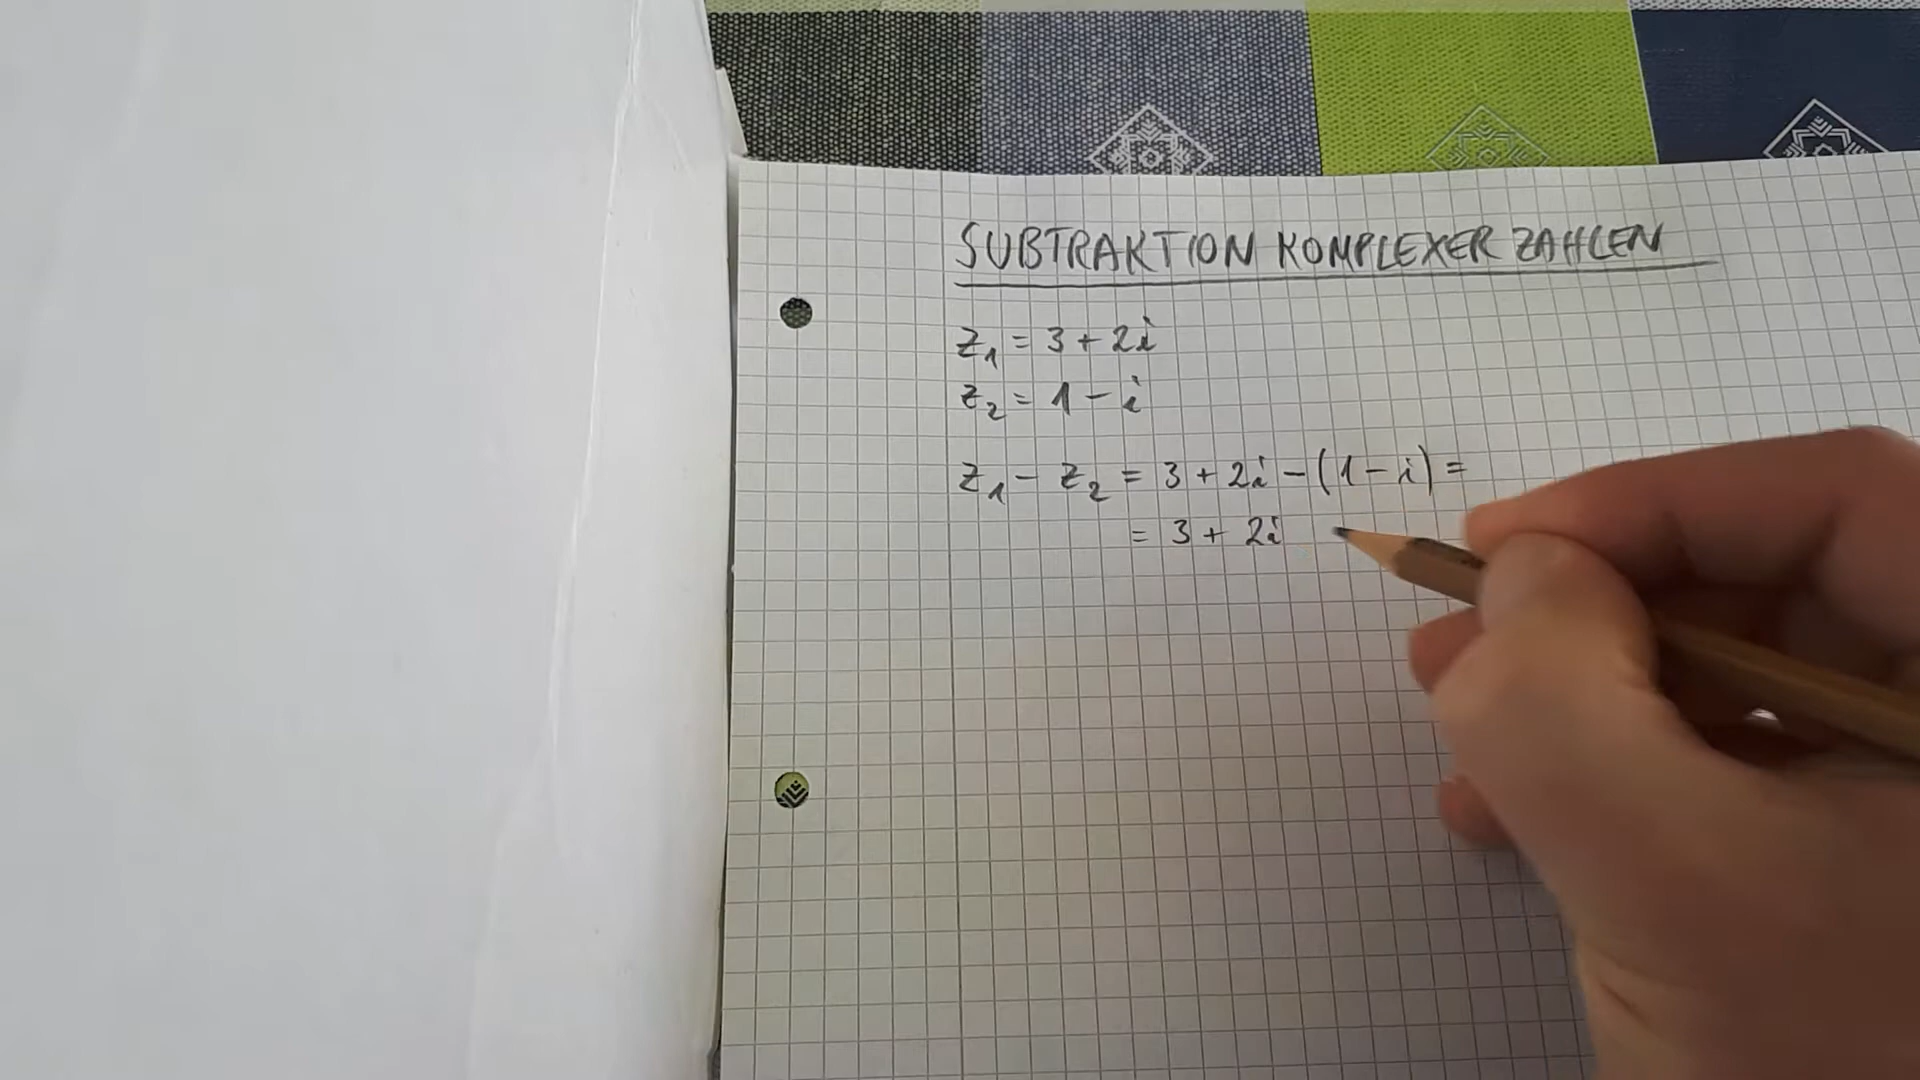 SUBTRAKTION KOMPLEXER ZAHLEN
z₁ = 3 + 2i
z₂ = 1 - i
z₁ - z₂ = 3 + 2i - (1 - i) =
= 3 + 2i